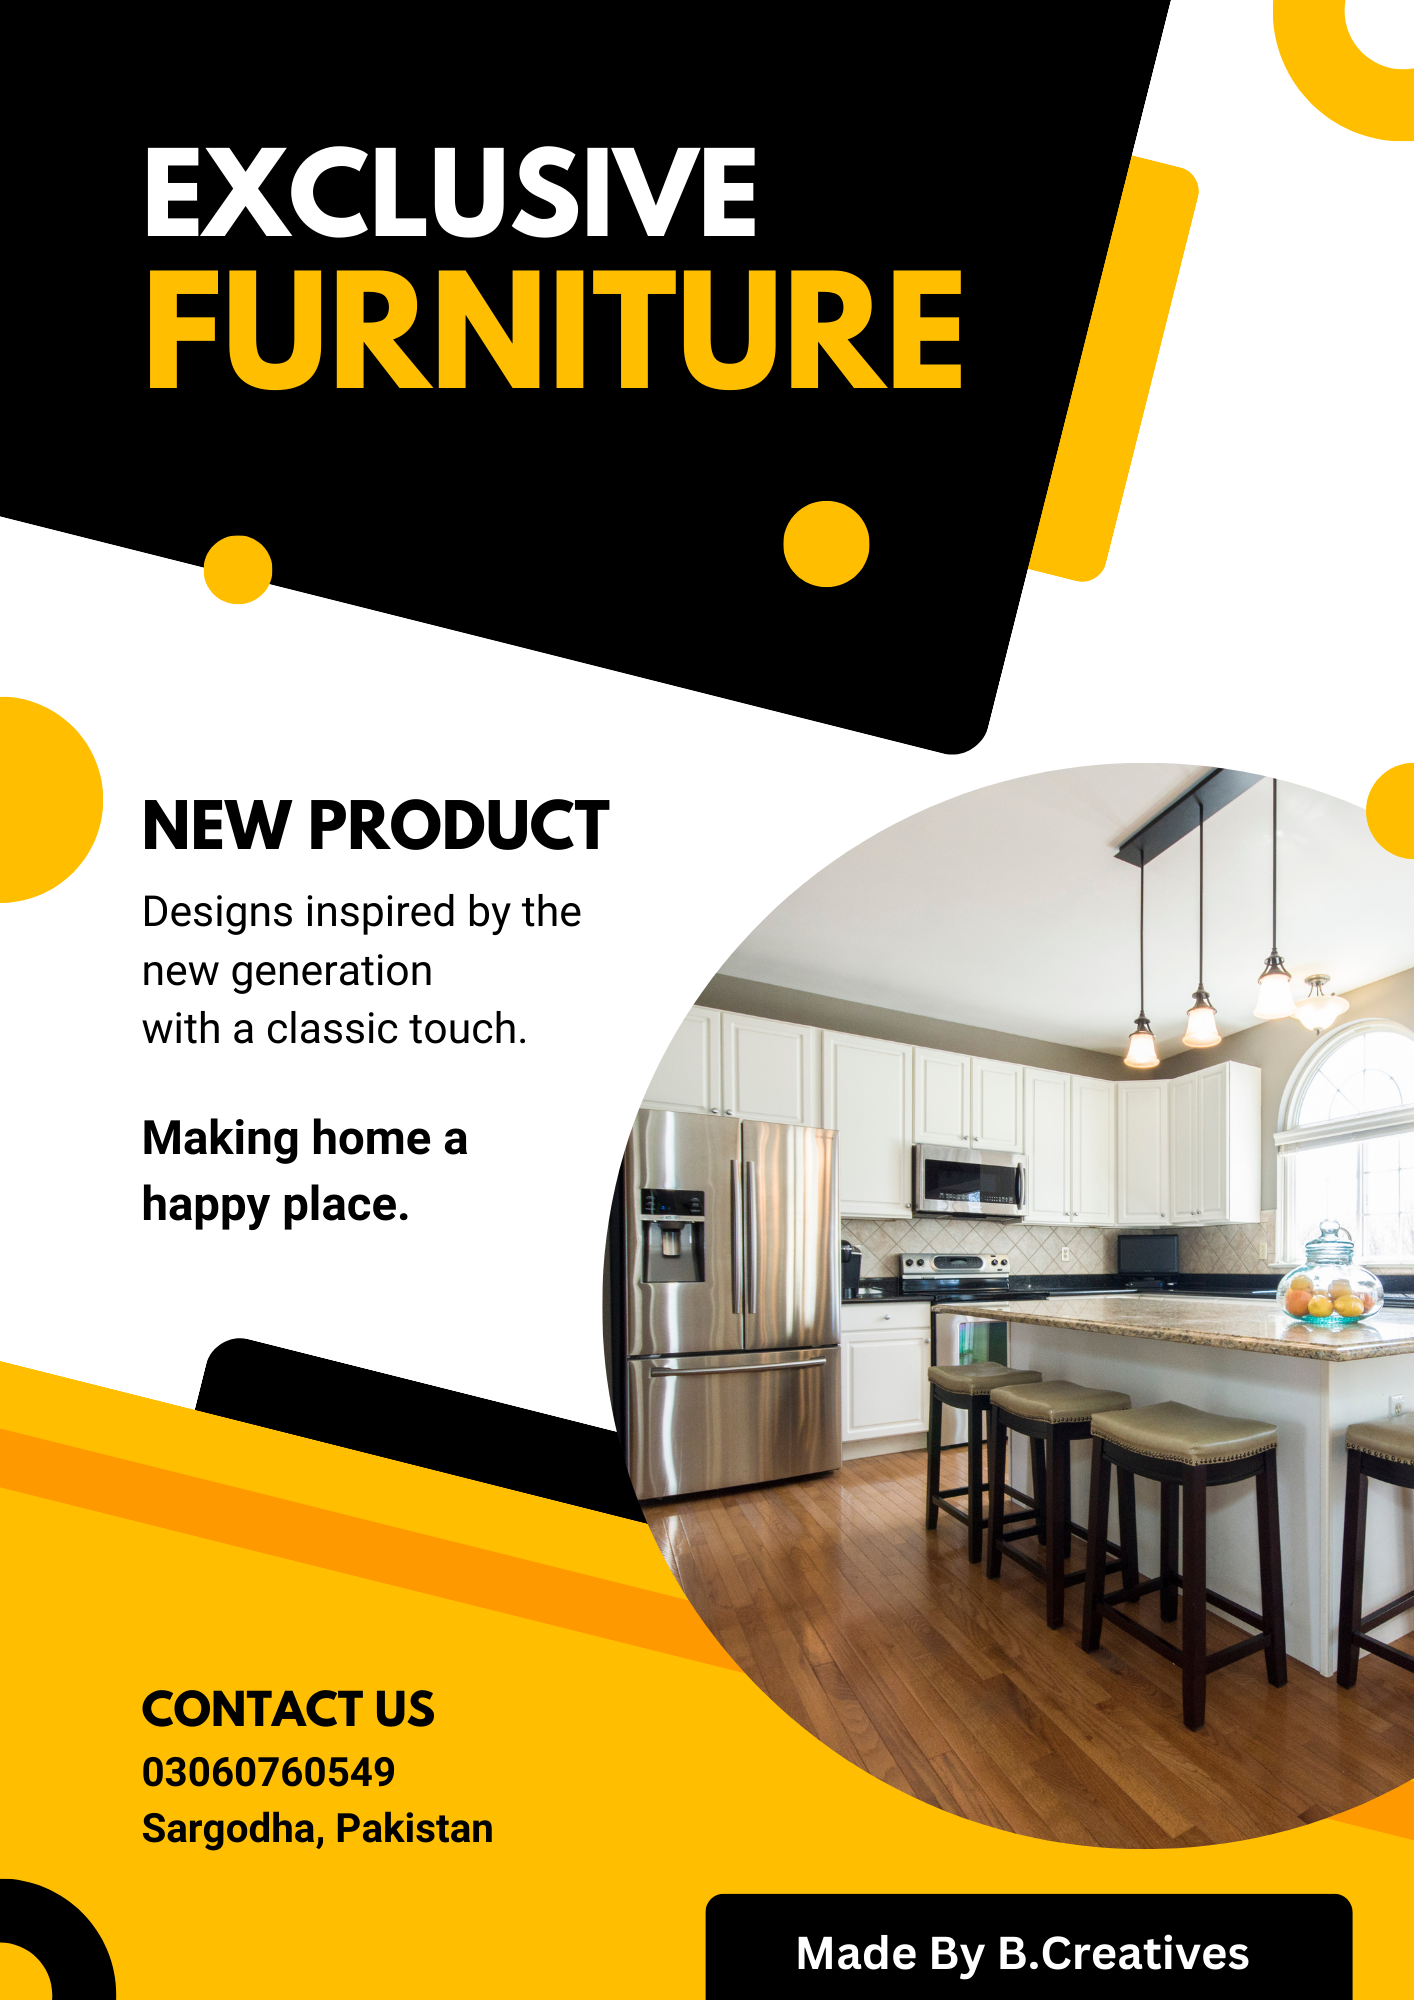 EXCLUSIVE
FURNITURE
NEW PRODUCT
Designs inspired by the
new generation
with a classic touch.
Making home a
happy place.
CONTACT US
03060760549
Sargodha, Pakistan
Made By B.Creatives